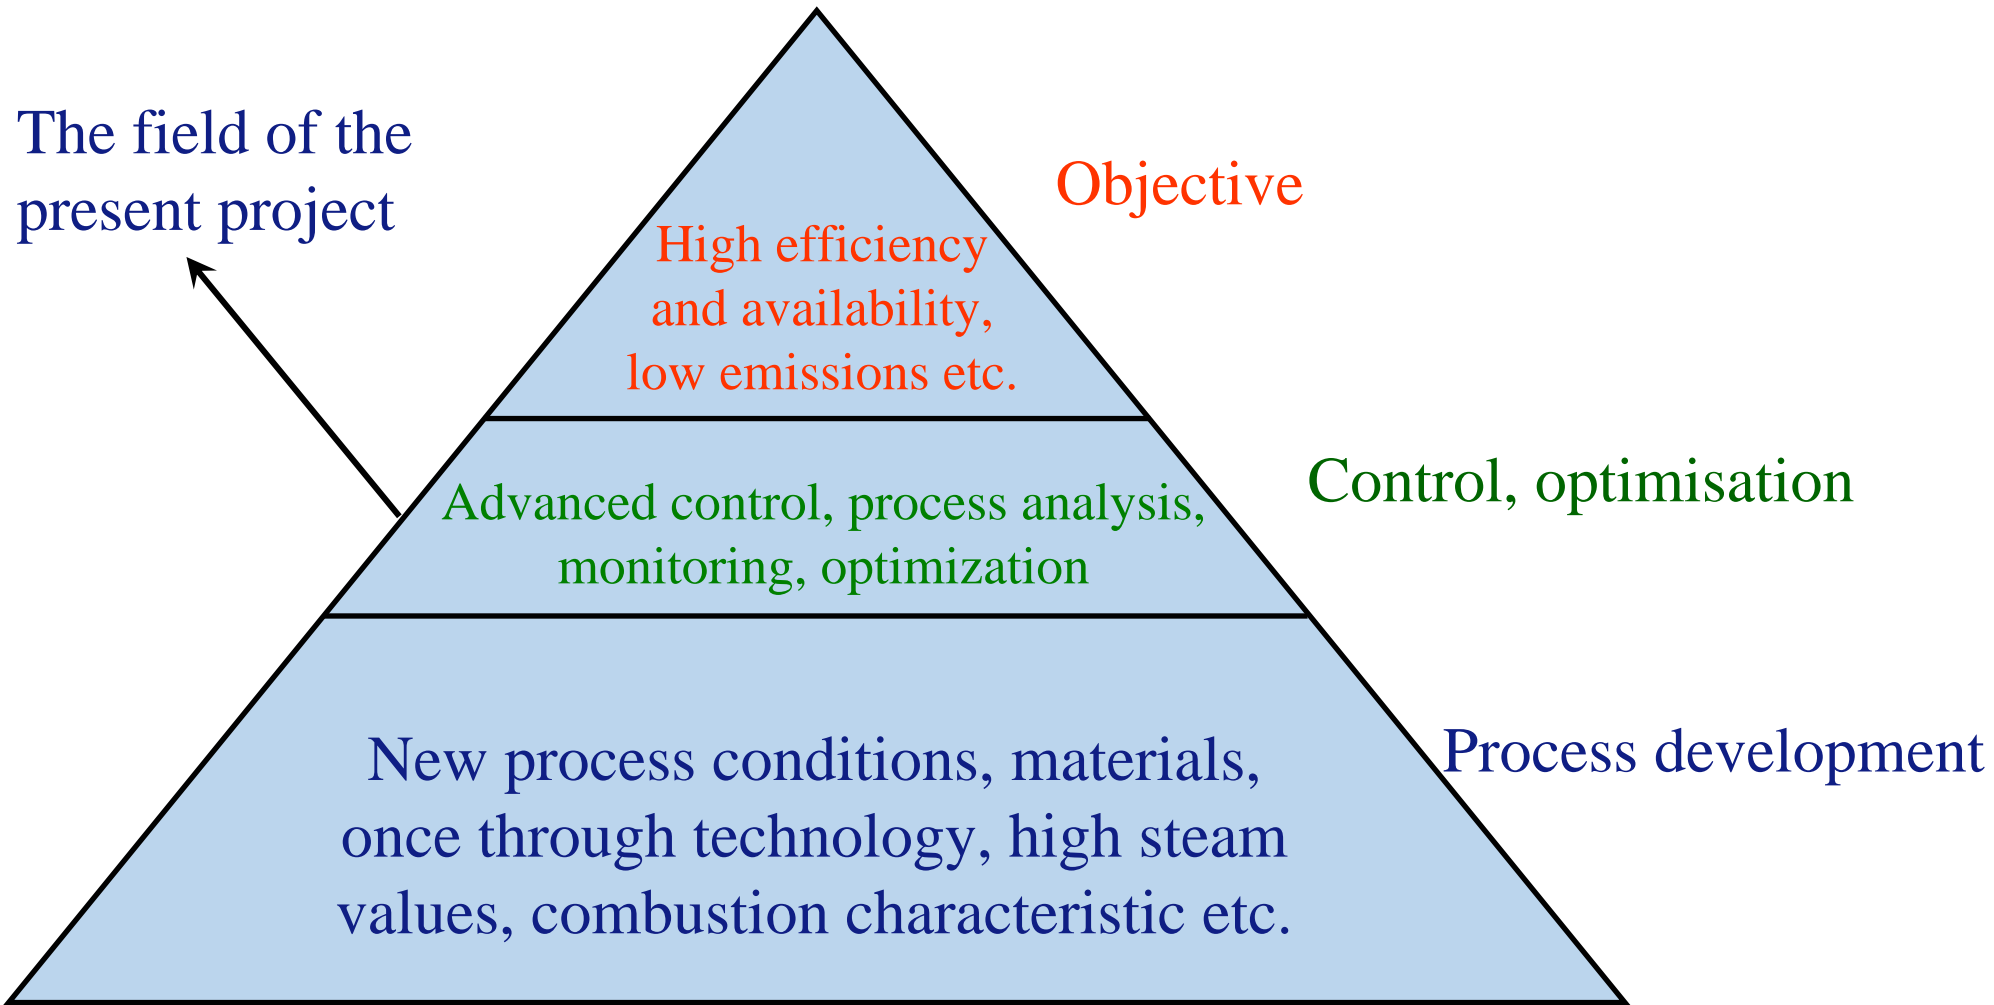 The field of the
present project
Objective
High efficiency
and availability,
low emissions etc.
Control, optimisation
Advanced control, process analysis,
monitoring, optimization
Process development
New process conditions, materials,
once through technology, high steam
values, combustion characteristic etc.